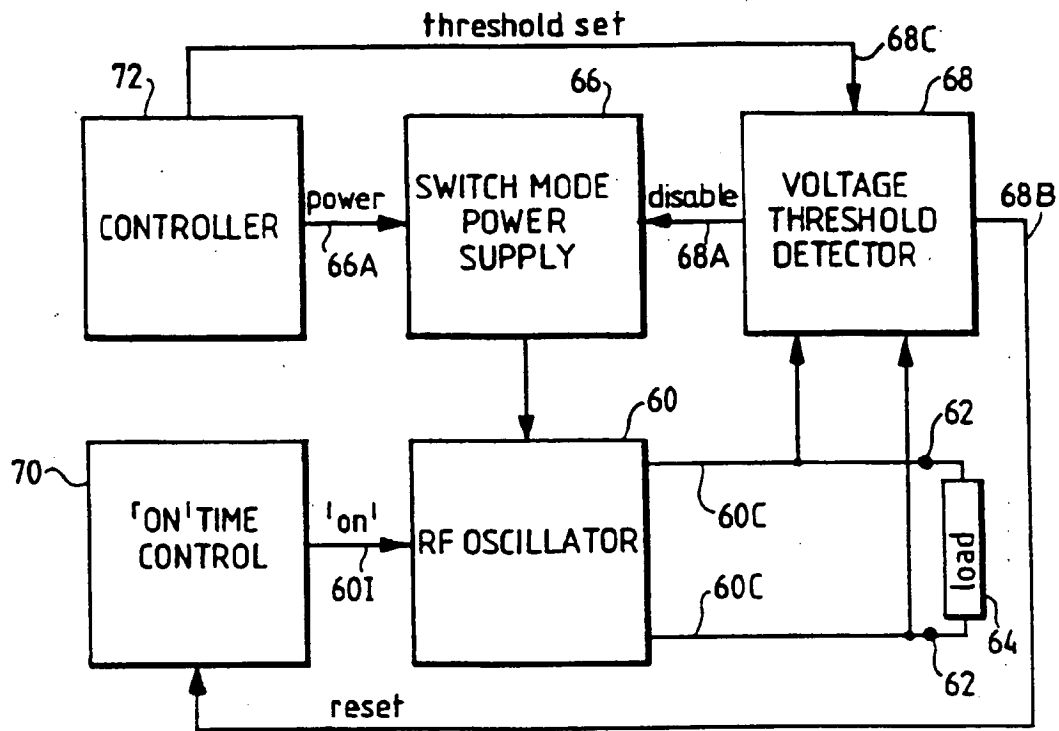 threshold set
68C
72
66
68
CONTROLLER
power
66A
SWITCH MODE
POWER
SUPPLY
disable
68A
VOLTAGE
THRESHOLD
DETECTOR
68B
60
62
70
'ON' TIME
CONTROL
'on'
60I
RF OSCILLATOR
60C
60C
load
64
62
reset